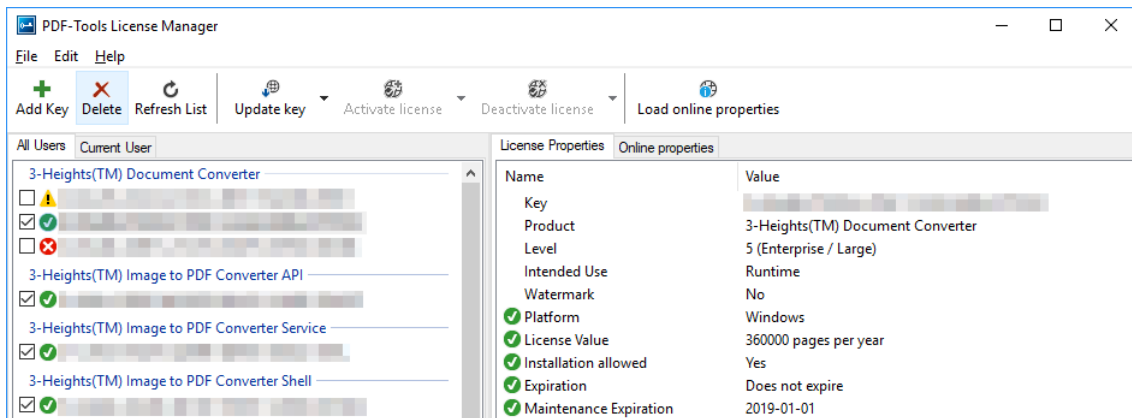 PDF-Tools License Manager
File Edit Help
Add Key Delete Refresh List Update key Activate license Deactivate license Load online properties
All Users Current User
3-Heights(TM) Document Converter
3-Heights(TM) Image to PDF Converter API
3-Heights(TM) Image to PDF Converter Service
3-Heights(TM) Image to PDF Converter Shell
License Properties Online properties
Name Value
Key
Product 3-Heights(TM) Document Converter
Level 5 (Enterprise / Large)
Intended Use Runtime
Watermark No
Platform Windows
License Value 360000 pages per year
Installation allowed Yes
Expiration Does not expire
Maintenance Expiration 2019-01-01